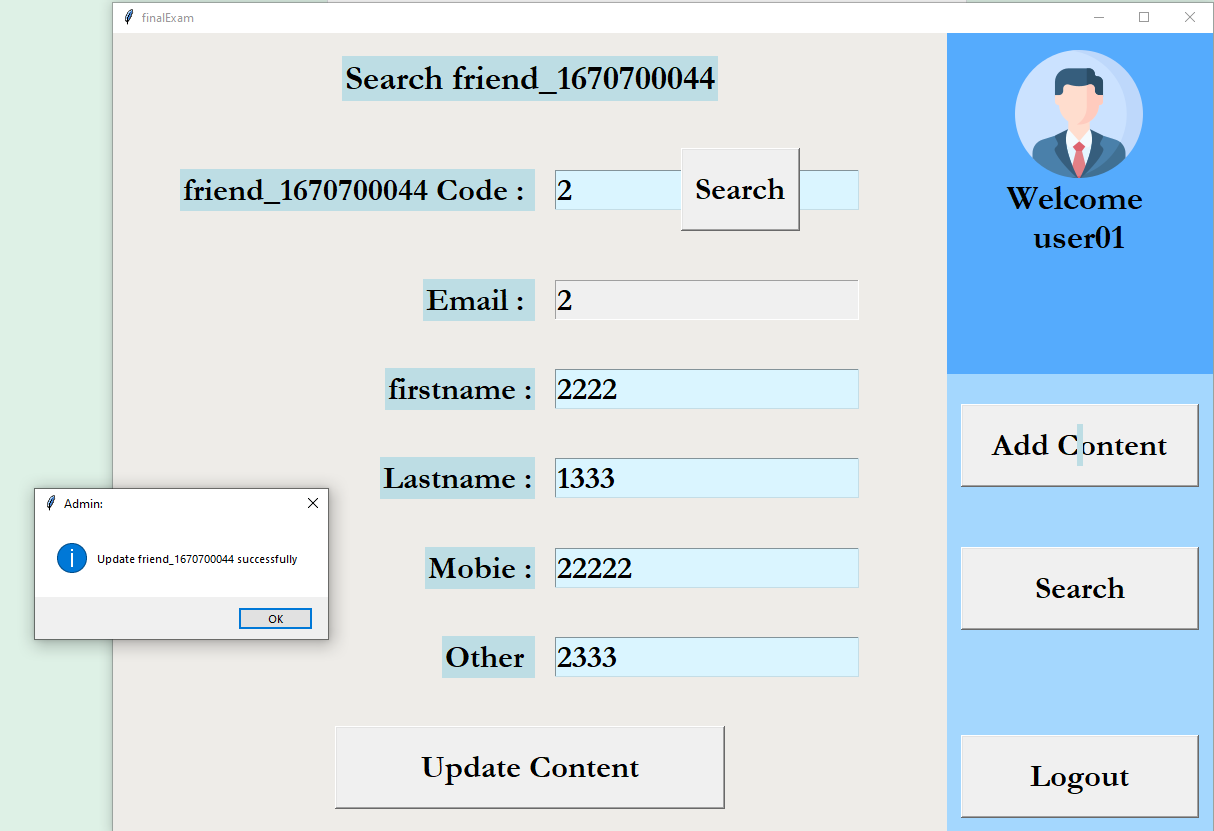 finalExam
Search friend_1670700044
friend_1670700044 Code : 2 Search
Email : 2
firstname : 2222
Lastname : 1333
Mobie : 22222
Other 2333
Update Content
Welcome
user01
Add Content
Search
Logout
Admin:
Update friend_1670700044 successfully
OK